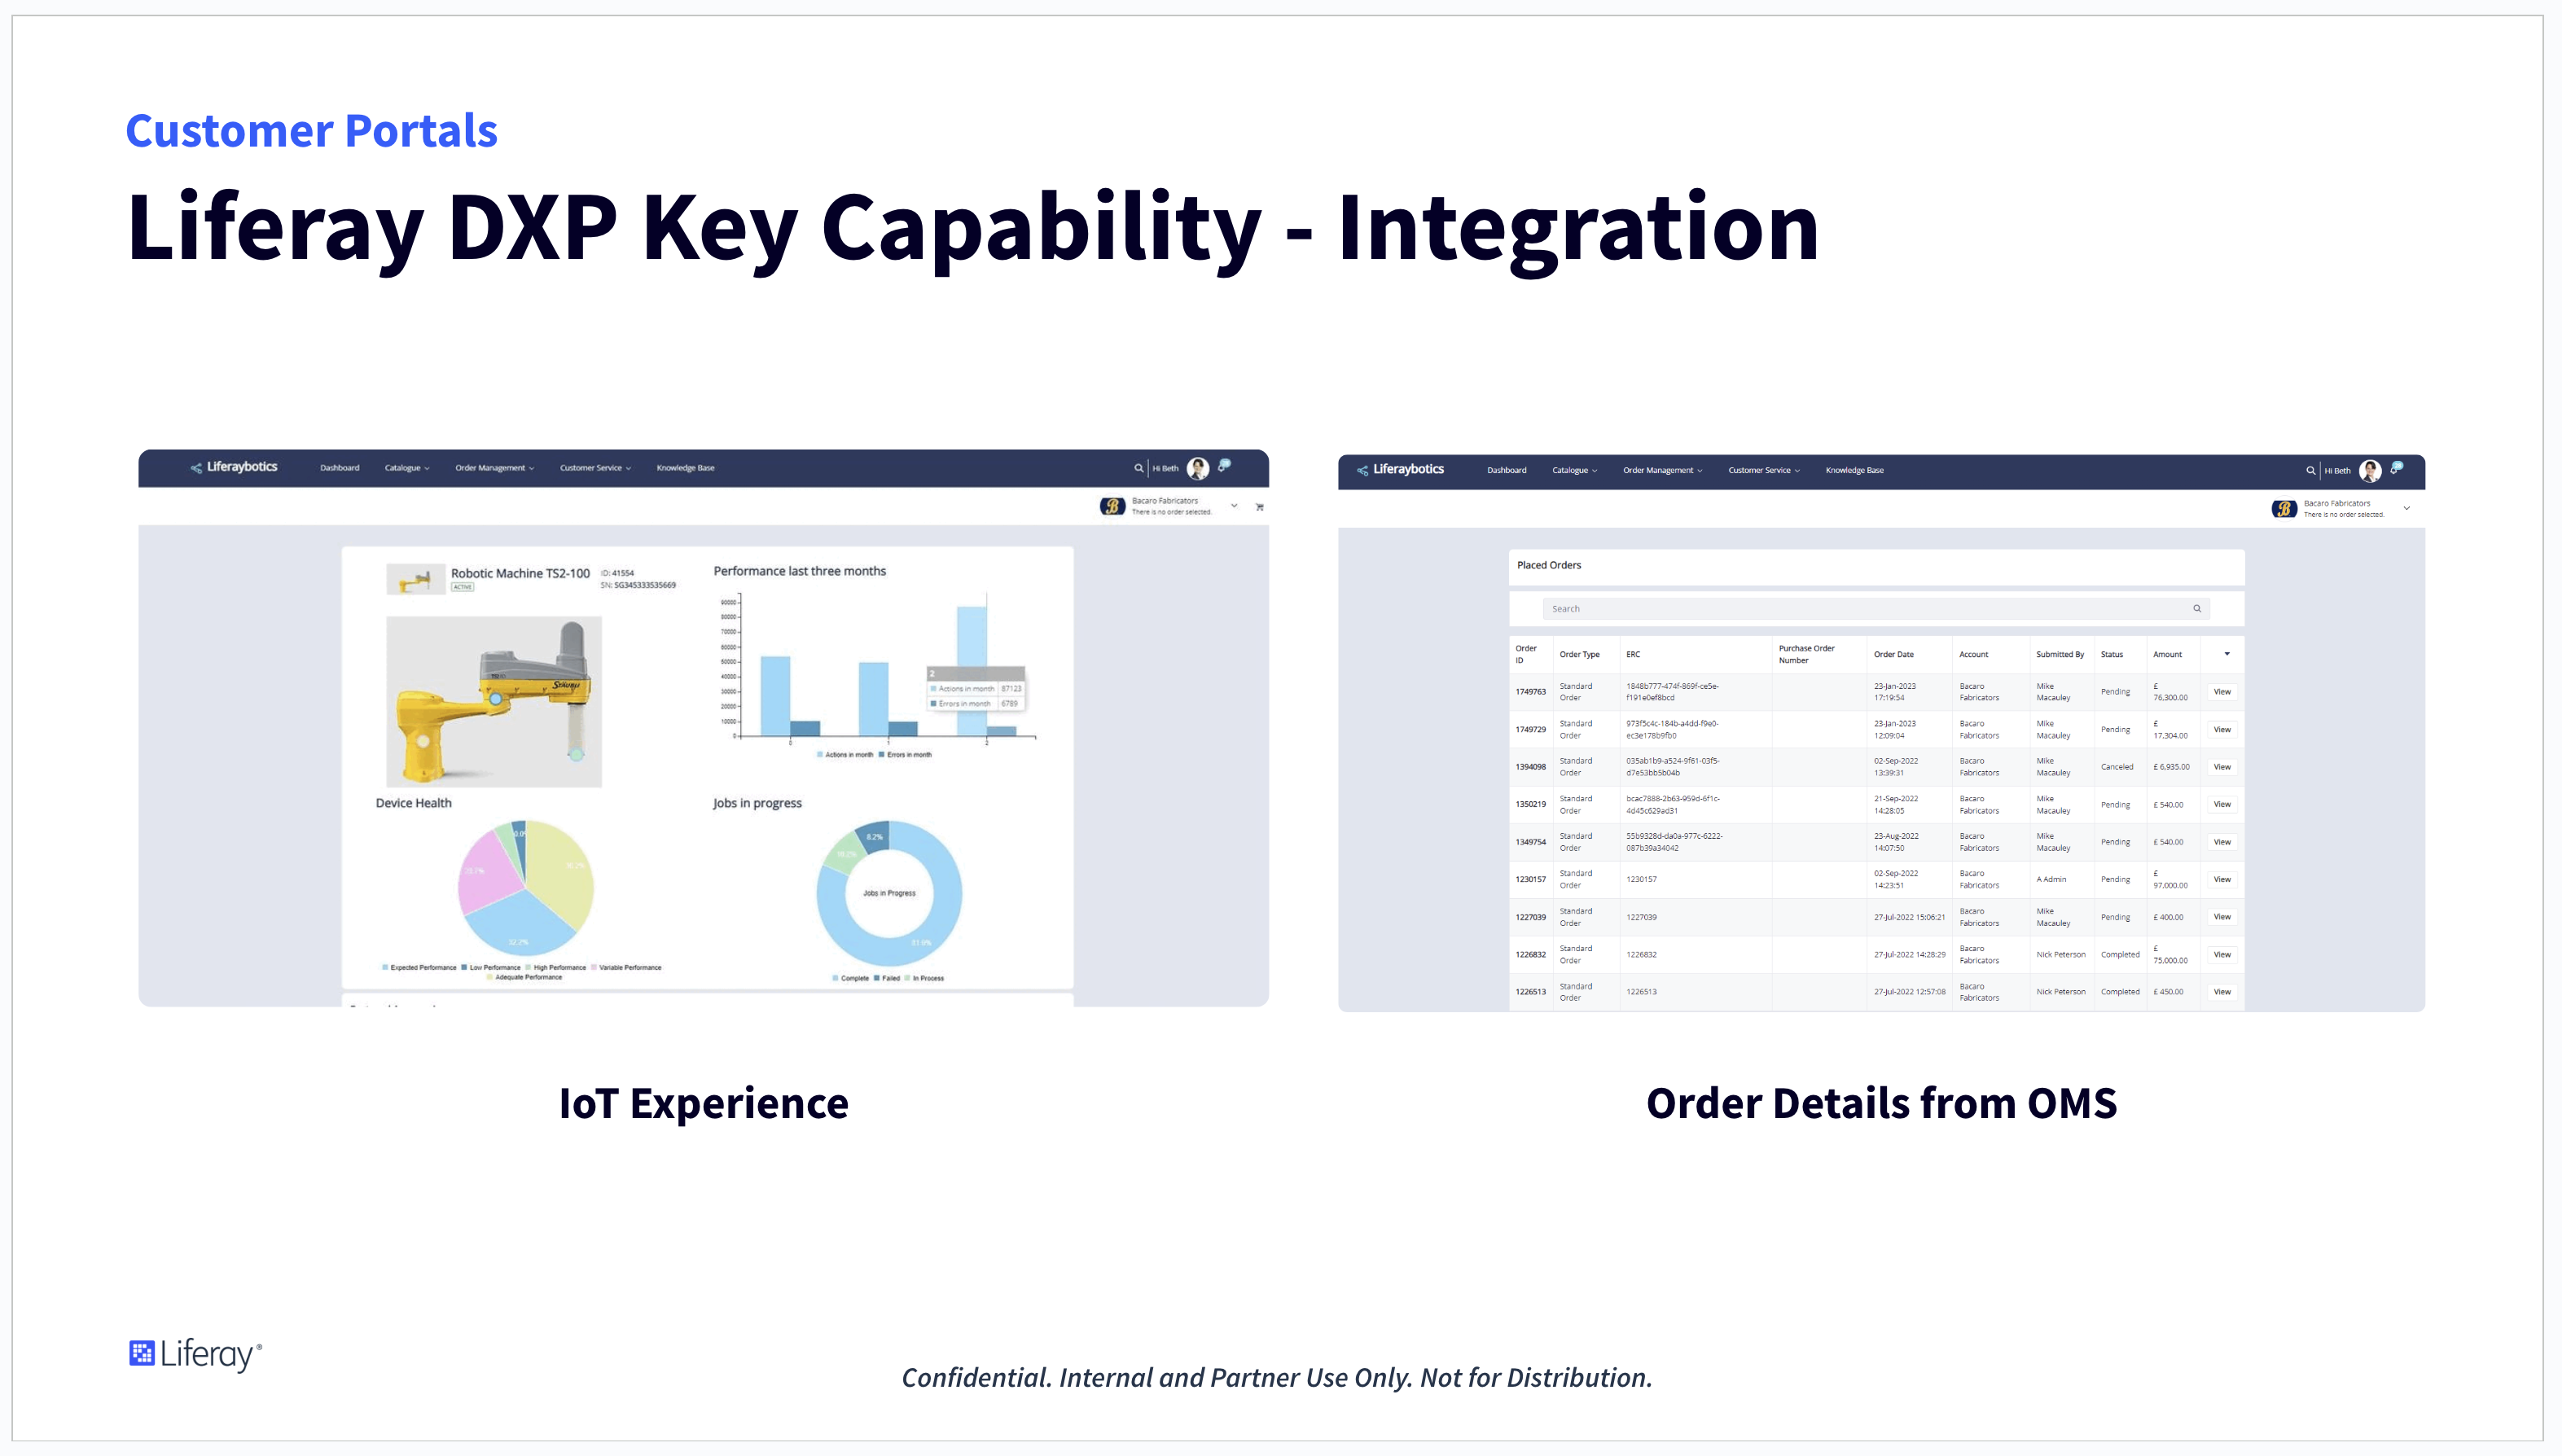 Customer Portals
Liferay DXP Key Capability - Integration
Liferaybotics
Dashboard
Catalogue
Order Management
Customer Service
Knowledge Base
Hi Beth
Bacaro Fabricators
There is no order selected.
Robotic Machine TS2-100
ACTIVE
ID: 41554
SN: SG345333535669
Performance last three months
90000
80000
70000
60000
50000
40000
30000
20000
10000
0
0
1
2
2
Actions in month 87123
Errors in month 6789
Actions in month Errors in month
Device Health
32.2%
Expected Performance Low Performance High Performance Variable Performance
Adequate Performance
Jobs in progress
8.2%
10.2%
81.6%
Jobs in Progress
Complete Failed In Process
IoT Experience
Liferaybotics
Dashboard
Catalogue
Order Management
Customer Service
Knowledge Base
Hi Beth
Bacaro Fabricators
There is no order selected.
Placed Orders
Search
Order ID Order Type ERC Purchase Order Number Order Date Account Submitted By Status Amount
1749763 Standard Order 1848b777-474f-869f-ce5e-f191e0ef8bcd 23-Jan-2023 17:19:54 Bacaro Fabricators Mike Macauley Pending £ 76,300.00 View
1749729 Standard Order 973f5c4c-184b-a4dd-f9e0-ec3e178b9fb0 23-Jan-2023 12:09:04 Bacaro Fabricators Mike Macauley Pending £ 17,304.00 View
1394098 Standard Order 035ab1b9-a524-9f61-03f5-d7e53bb5b04b 02-Sep-2022 13:39:31 Bacaro Fabricators Mike Macauley Canceled £ 6,935.00 View
1350219 Standard Order bcac7888-2b63-959d-6f1c-4d45c629ad31 21-Sep-2022 14:28:05 Bacaro Fabricators Mike Macauley Pending £ 540.00 View
1349754 Standard Order 55b9328d-da0a-977c-6222-087b39a34042 23-Aug-2022 14:07:50 Bacaro Fabricators Mike Macauley Pending £ 540.00 View
1230157 Standard Order 1230157 02-Sep-2022 14:23:51 Bacaro Fabricators A Admin Pending £ 97,000.00 View
1227039 Standard Order 1227039 27-Jul-2022 15:06:21 Bacaro Fabricators Mike Macauley Pending £ 400.00 View
1226832 Standard Order 1226832 27-Jul-2022 14:28:29 Bacaro Fabricators Nick Peterson Completed £ 75,000.00 View
1226513 Standard Order 1226513 27-Jul-2022 12:57:08 Bacaro Fabricators Nick Peterson Completed £ 450.00 View
Order Details from OMS
Liferay®
Confidential. Internal and Partner Use Only. Not for Distribution.